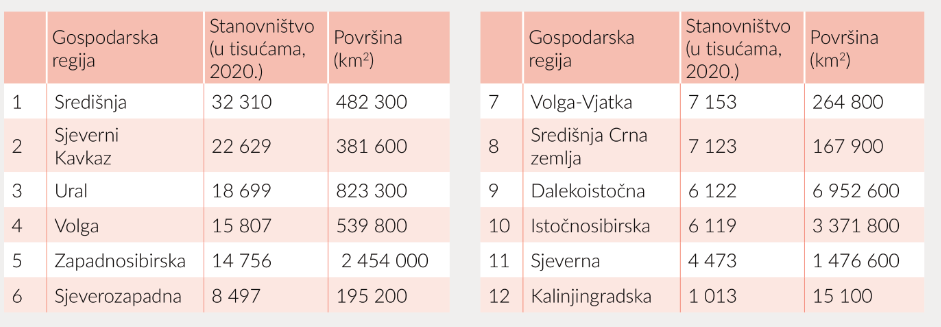 Gospodarska regija Stanovništvo (u tisućama, 2020.) Površina (km²)
1 Središnja 32 310 482 300
2 Sjeverni Kavkaz 22 629 381 600
3 Ural 18 699 823 300
4 Volga 15 807 539 800
5 Zapadnosibirska 14 756 2 454 000
6 Sjeverozapadna 8 497 195 200
Gospodarska regija Stanovništvo (u tisućama, 2020.) Površina (km²)
7 Volga-Vjatka 7 153 264 800
8 Središnja Crna zemlja 7 123 167 900
9 Dalekoistočna 6 122 6 952 600
10 Istočnosibirska 6 119 3 371 800
11 Sjeverna 4 473 1 476 600
12 Kalinjingradska 1 013 15 100